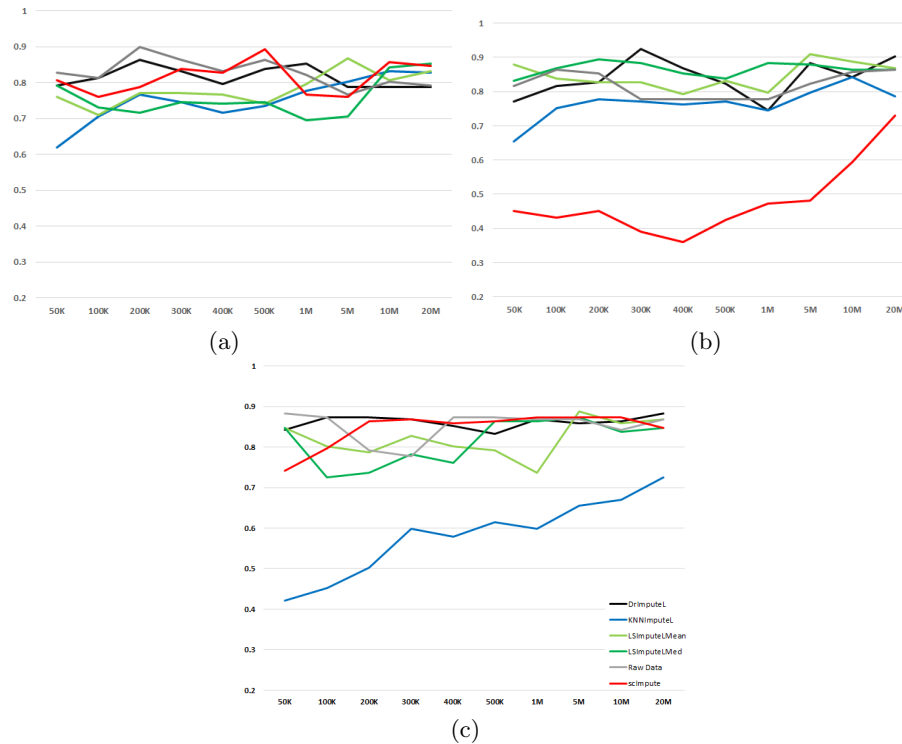 1
0.9
0.8
0.7
0.6
0.5
0.4
0.3
0.2
50K 100K 200K 300K 400K 500K 1M 5M 10M 20M
(a)
1
0.9
0.8
0.7
0.6
0.5
0.4
0.3
0.2
50K 100K 200K 300K 400K 500K 1M 5M 10M 20M
(b)
1
0.9
0.8
0.7
0.6
0.5
0.4
0.3
0.2
50K 100K 200K 300K 400K 500K 1M 5M 10M 20M
DrImputeL
KNNImputeL
LSImputeLMean
LSImputeLMed
Raw Data
scImpute
(c)